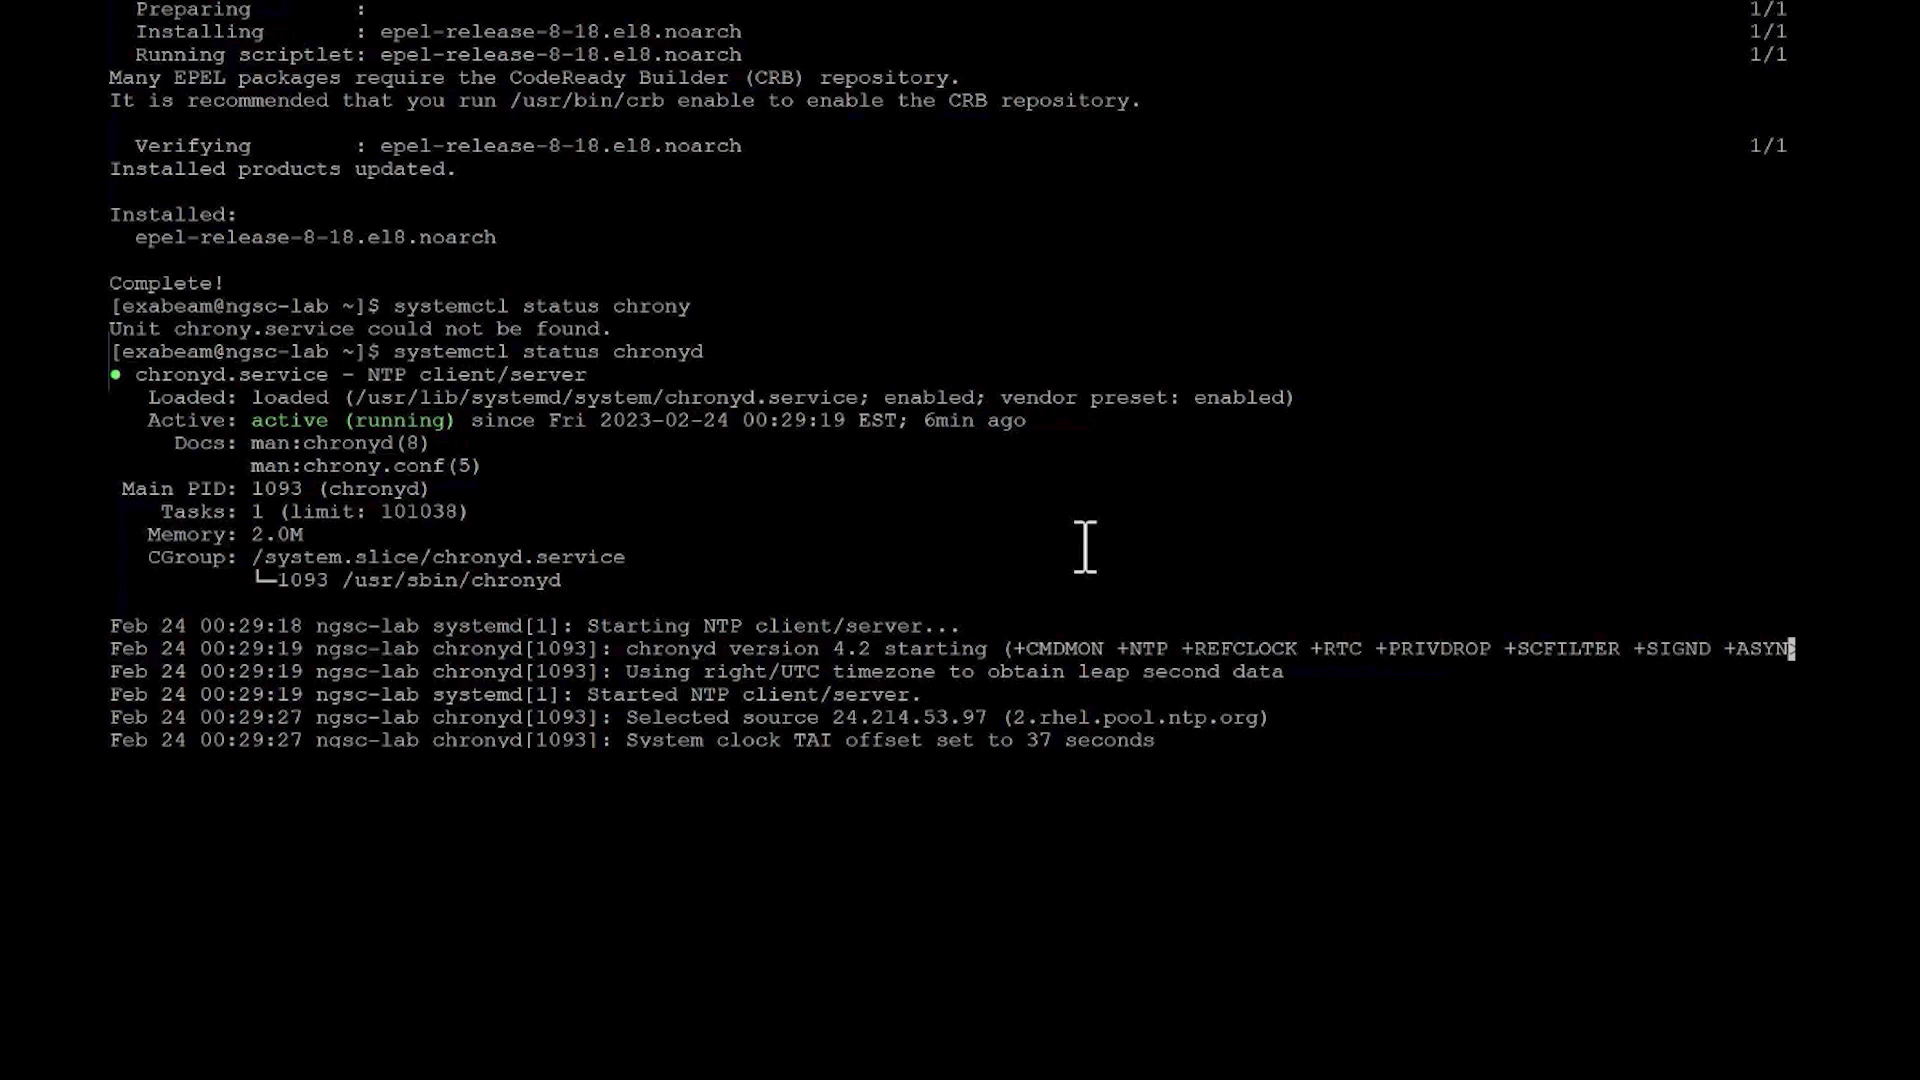 Preparing        :                                                        1/1
Installing       : epel-release-8-18.el8.noarch                           1/1
Running scriptlet: epel-release-8-18.el8.noarch                           1/1
Many EPEL packages require the CodeReady Builder (CRB) repository.
It is recommended that you run /usr/bin/crb enable to enable the CRB repository.
Verifying        : epel-release-8-18.el8.noarch                           1/1
Installed products updated.
Installed:
epel-release-8-18.el8.noarch
Complete!
[exabeam@ngsc-lab ~]$ systemctl status chrony
Unit chrony.service could not be found.
[exabeam@ngsc-lab ~]$ systemctl status chronyd
● chronyd.service - NTP client/server
Loaded: loaded (/usr/lib/systemd/system/chronyd.service; enabled; vendor preset: enabled)
Active: active (running) since Fri 2023-02-24 00:29:19 EST; 6min ago
Docs: man:chronyd(8)
man:chrony.conf(5)
Main PID: 1093 (chronyd)
Tasks: 1 (limit: 101038)
Memory: 2.0M
CGroup: /system.slice/chronyd.service
└─1093 /usr/sbin/chronyd
Feb 24 00:29:18 ngsc-lab systemd[1]: Starting NTP client/server...
Feb 24 00:29:19 ngsc-lab chronyd[1093]: chronyd version 4.2 starting (+CMDMON +NTP +REFCLOCK +RTC +PRIVDROP +SCFILTER +SIGND +ASYN>
Feb 24 00:29:19 ngsc-lab chronyd[1093]: Using right/UTC timezone to obtain leap second data
Feb 24 00:29:19 ngsc-lab systemd[1]: Started NTP client/server.
Feb 24 00:29:27 ngsc-lab chronyd[1093]: Selected source 24.214.53.97 (2.rhel.pool.ntp.org)
Feb 24 00:29:27 ngsc-lab chronyd[1093]: System clock TAI offset set to 37 seconds